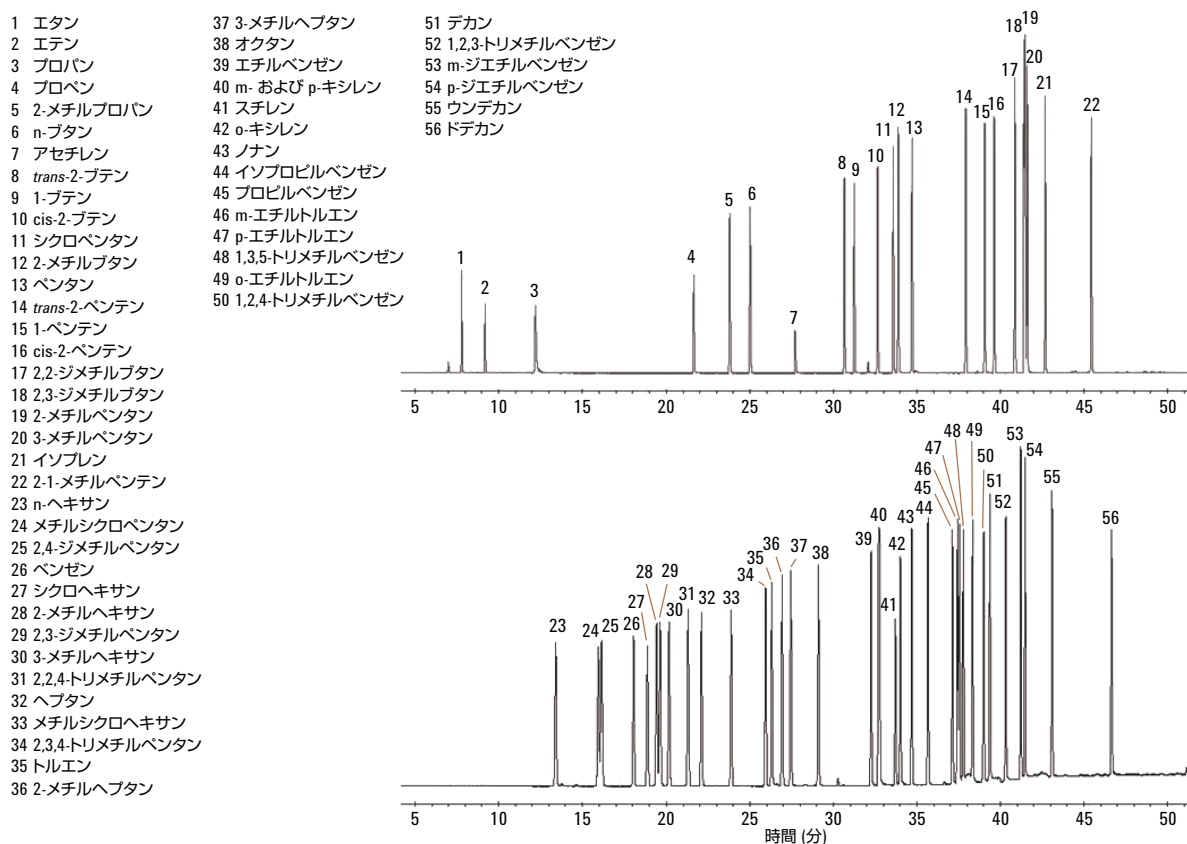 1 エタン
2 エテン
3 プロパン
4 プロペン
5 2-メチルプロパン
6 n-ブタン
7 アセチレン
8 trans-2-ブテン
9 1-ブテン
10 cis-2-ブテン
11 シクロペンタン
12 2-メチルブタン
13 ペンタン
14 trans-2-ペンテン
15 1-ペンテン
16 cis-2-ペンテン
17 2,2-ジメチルブタン
18 2,3-ジメチルブタン
19 2-メチルペンタン
20 3-メチルペンタン
21 イソプレン
22 2-1-メチルペンテン
23 n-ヘキサン
24 メチルシクロペンタン
25 2,4-ジメチルペンタン
26 ベンゼン
27 シクロヘキサン
28 2-メチルヘキサン
29 2,3-ジメチルペンタン
30 3-メチルヘキサン
31 2,2,4-トリメチルペンタン
32 ヘプタン
33 メチルシクロヘキサン
34 2,3,4-トリメチルペンタン
35 トルエン
36 2-メチルヘプタン
37 3-メチルヘプタン
38 オクタン
39 エチルベンゼン
40 m- および p-キシレン
41 スチレン
42 o-キシレン
43 ノナン
44 イソプロピルベンゼン
45 プロピルベンゼン
46 m-エチルトルエン
47 p-エチルトルエン
48 1,3,5-トリメチルベンゼン
49 o-エチルトルエン
50 1,2,4-トリメチルベンゼン
51 デカン
52 1,2,3-トリメチルベンゼン
53 m-ジエチルベンゼン
54 p-ジエチルベンゼン
55 ウンデカン
56 ドデカン
1 2 3 4 5 6 7 8 9 10 11 12 13 14 15 16 17 18 19 20 21 22
5 10 15 20 25 30 35 40 45 50
23 24 25 26 27 28 29 30 31 32 33 34 35 36 37 38 39 40 41 42 43 44 45 46 47 48 49 50 51 52 53 54 55 56
5 10 15 20 25 30 35 40 45 50
時間 (分)